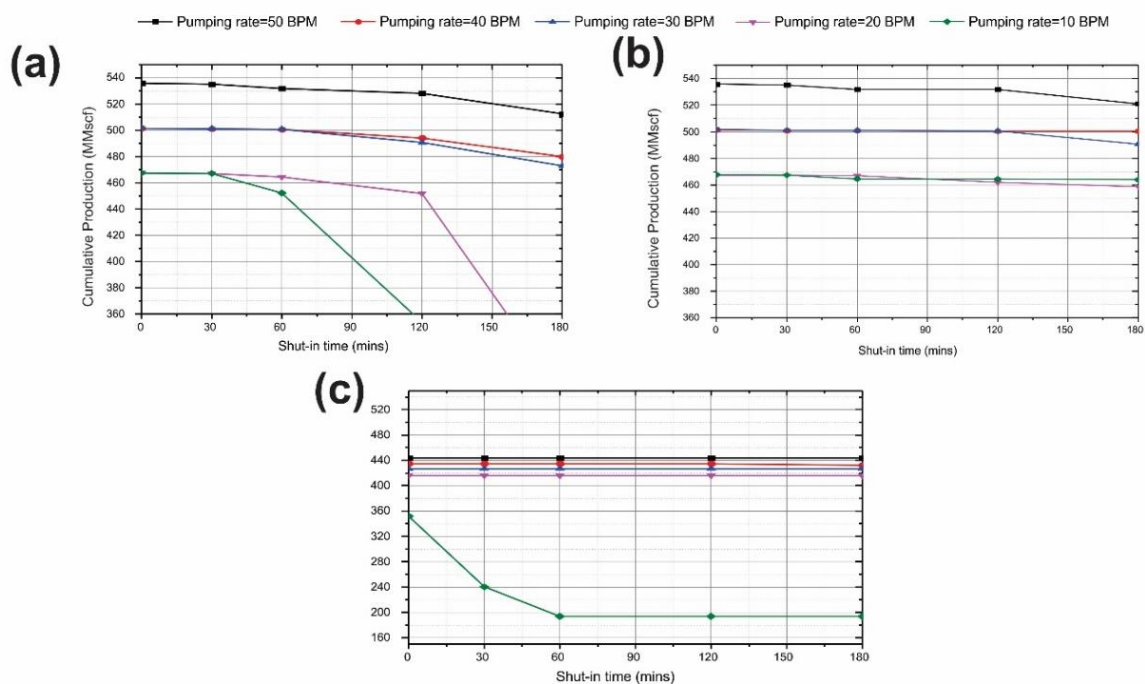 Pumping rate=50 BPM Pumping rate=40 BPM Pumping rate=30 BPM Pumping rate=20 BPM Pumping rate=10 BPM
(a)
Cumulative Production (MMscf)
540
520
500
480
460
440
420
400
380
360
0 30 60 90 120 150 180
Shut-in time (mins)
(b)
Cumulative Production (MMscf)
540
520
500
480
460
440
420
400
380
360
0 30 60 90 120 150 180
Shut-in time (mins)
(c)
Cumulative Production (MMscf)
520
480
440
400
360
320
280
240
200
160
0 30 60 90 120 150 180
Shut-in time (mins)